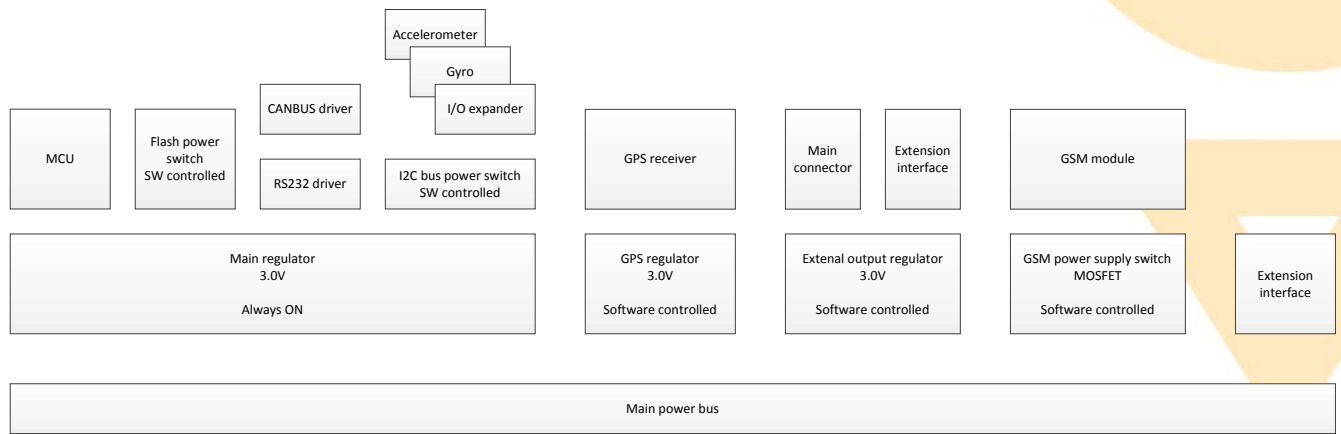 Accelerometer
Gyro
I/O expander
CANBUS driver
MCU
Flash power
switch
SW controlled
RS232 driver
I2C bus power switch
SW controlled
GPS receiver
Main
connector
Extension
interface
GSM module
Main regulator
3.0V
Always ON
GPS regulator
3.0V
Software controlled
Extenal output regulator
3.0V
Software controlled
GSM power supply switch
MOSFET
Software controlled
Extension
interface
Main power bus